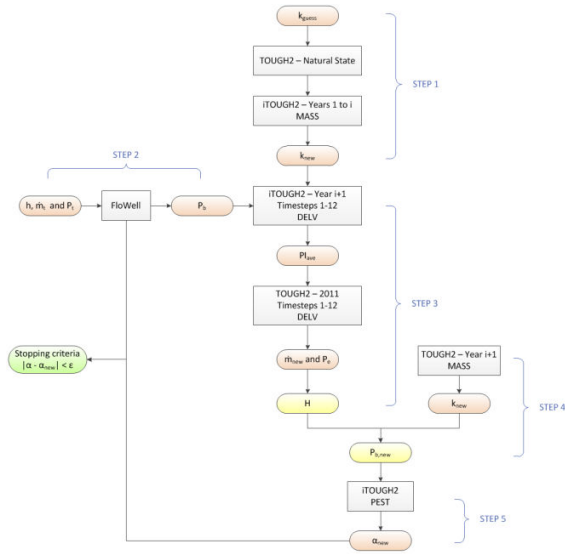 k_guess
TOUGH2 – Natural State
STEP 1
iTOUGH2 – Years 1 to i
MASS
k_new
STEP 2
h, ṁ_t and P_t
FloWell
P_b
iTOUGH2 – Year i+1
Timesteps 1-12
DELV
PI_ave
STEP 3
TOUGH2 – 2011
Timesteps 1-12
DELV
Stopping criteria
|α - α_new| < ε
ṁ_new and P_e
TOUGH2 – Year i+1
MASS
H
k_new
STEP 4
P_b,new
iTOUGH2
PEST
STEP 5
α_new